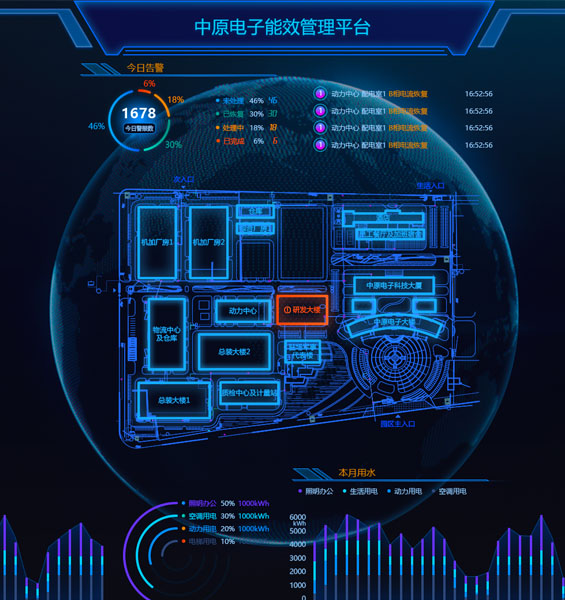 中原电子能效管理平台
今日告警
6%
18%
1678
今日告警数
46%
30%
未处理 46% 46
已恢复 30% 30
处理中 18% 18
已完成 6% 6
1 动力中心 配电室1 B相电流恢复 16:52:56
1 动力中心 配电室1 B相电流恢复 16:52:56
1 动力中心 配电室1 B相电流恢复 16:52:56
1 动力中心 配电室1 B相电流恢复 16:52:56
次入口
生活入口
仓库
机加厂房1
机加厂房2
中原电子科技大厦
动力中心
研发大楼
中原电子大楼
物流中心
及仓库
总装大楼2
代表楼
总装大楼1
质检中心及计量站
园区主入口
本月用水
照明办公 生活用电 动力用电 空调用电
照明办公 50% 1000kWh
空调用电 30% 1000kWh
动力用电 20% 1000kWh
电梯用电 10%
6000
kWh
5000
4000
3000
2000
1000
0